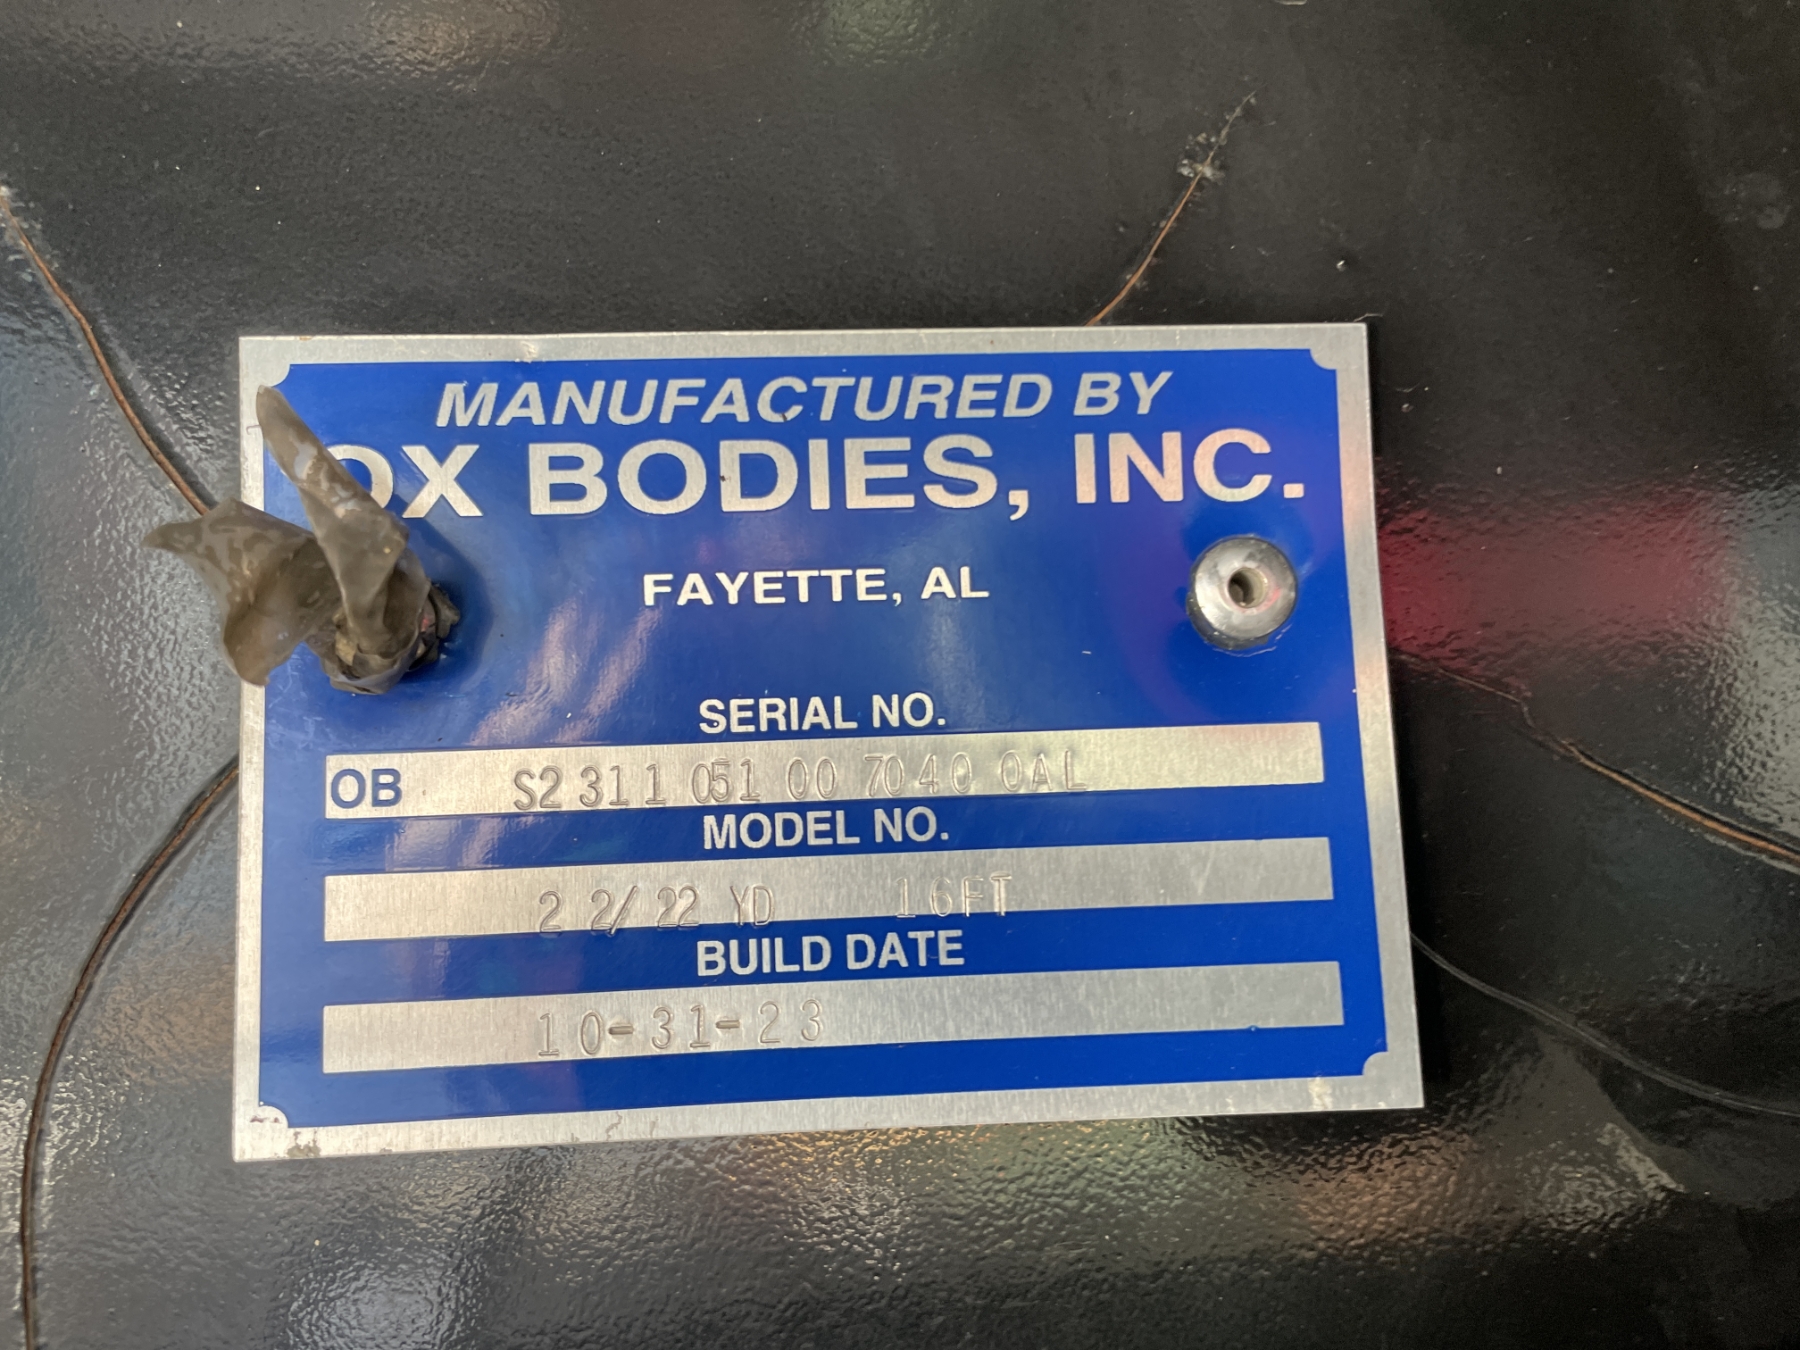 MANUFACTURED BY
OX BODIES, INC.
FAYETTE, AL
SERIAL NO.
OB S2 311 051 00 7040 0AL
MODEL NO.
2 2/ 22 YD 16FT
BUILD DATE
10-31-23